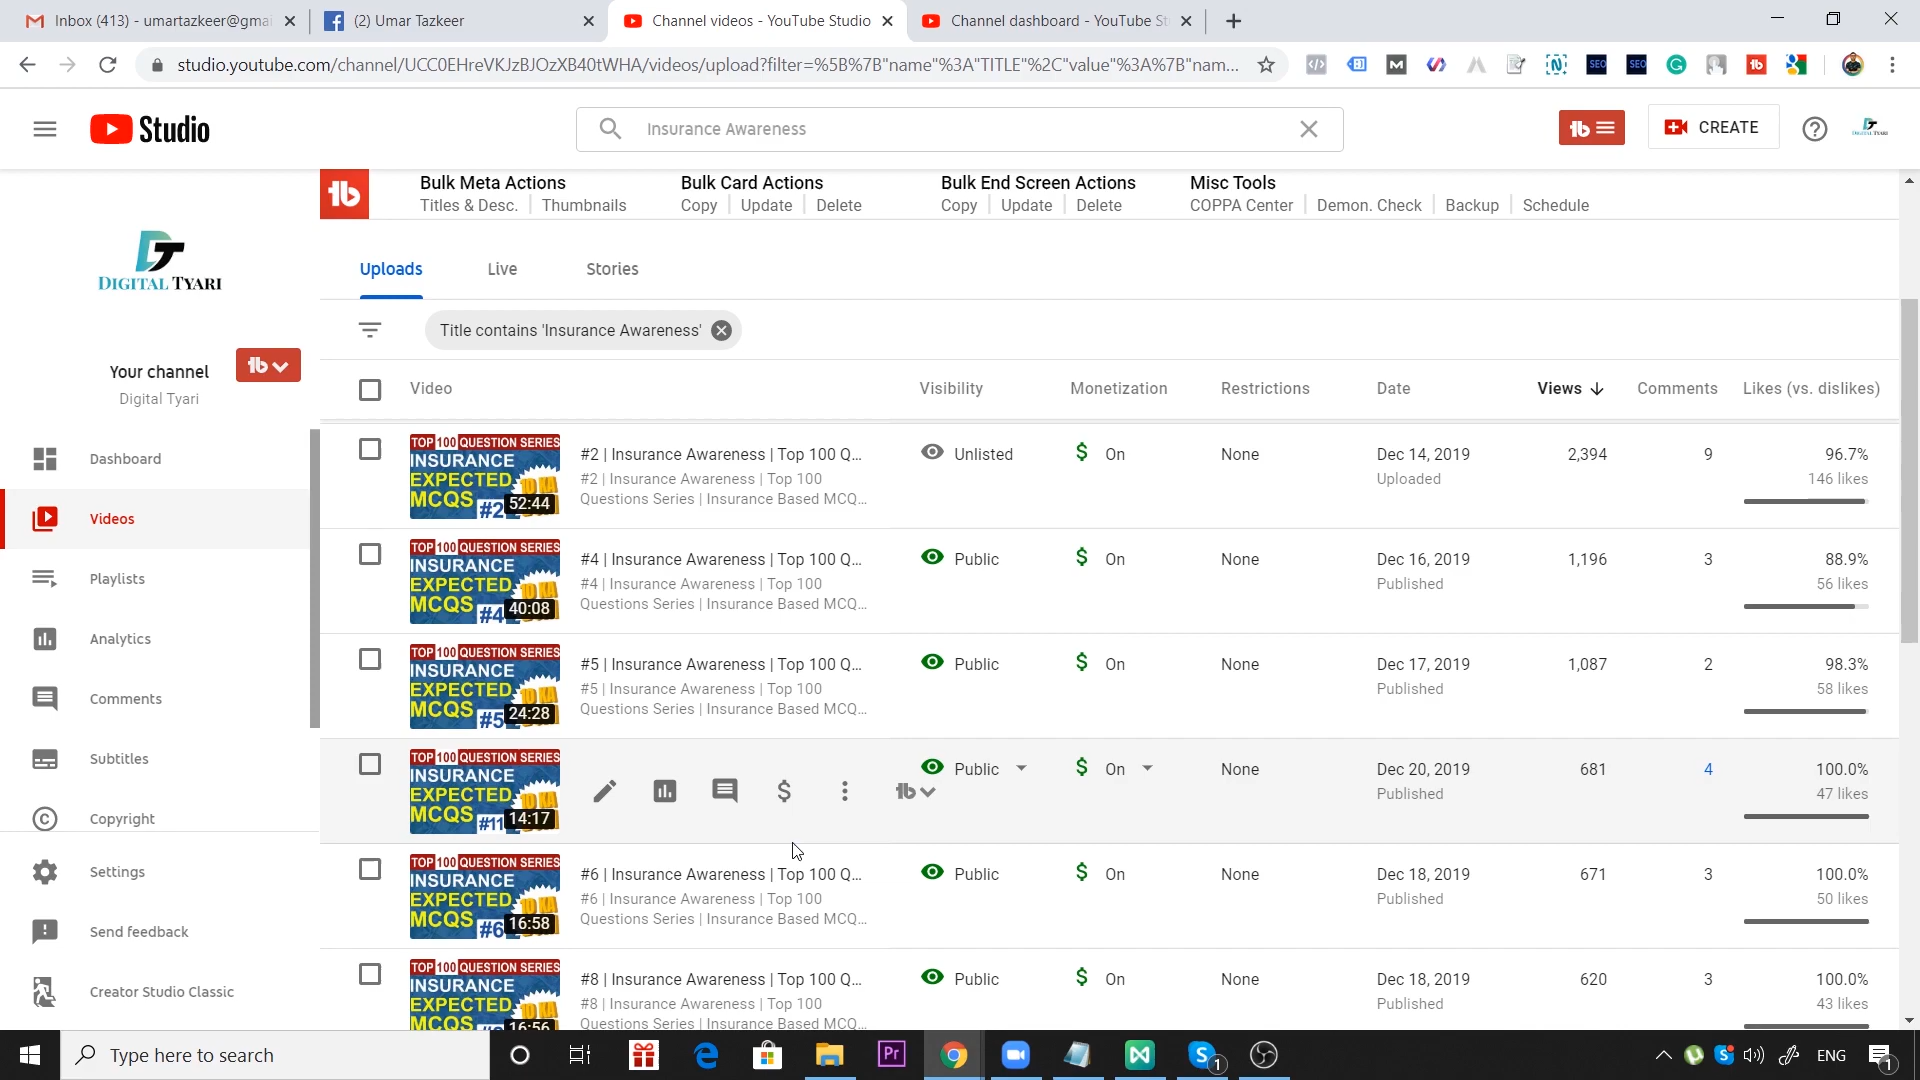 Inbox (413) - umartazkeer@gmai
(2) Umar Tazkeer
Channel videos - YouTube Studio
Channel dashboard - YouTube St
studio.youtube.com/channel/UCC0EHreVKJzBJOzXB40tWHA/videos/upload?filter=%5B%7B"name"%3A"TITLE"%2C"value"%3A%7B"nam...
Studio
Insurance Awareness
CREATE
Bulk Meta Actions
Titles & Desc.
Thumbnails
Bulk Card Actions
Copy
Update
Delete
Bulk End Screen Actions
Copy
Update
Delete
Misc Tools
COPPA Center
Demon. Check
Backup
Schedule
DIGITAL TYARI
Your channel
Digital Tyari
Dashboard
Videos
Playlists
Analytics
Comments
Subtitles
Copyright
Settings
Send feedback
Creator Studio Classic
Uploads
Live
Stories
Title contains 'Insurance Awareness'
Video
Visibility
Monetization
Restrictions
Date
Views
Comments
Likes (vs. dislikes)
TOP 100 QUESTION SERIES
INSURANCE
EXPECTED
MCQS #2
52:44
#2 | Insurance Awareness | Top 100 Q...
#2 | Insurance Awareness | Top 100
Questions Series | Insurance Based MCQ...
Unlisted
On
None
Dec 14, 2019
Uploaded
2,394
9
96.7%
146 likes
TOP 100 QUESTION SERIES
INSURANCE
EXPECTED
MCQS #4
40:08
#4 | Insurance Awareness | Top 100 Q...
#4 | Insurance Awareness | Top 100
Questions Series | Insurance Based MCQ...
Public
On
None
Dec 16, 2019
Published
1,196
3
88.9%
56 likes
TOP 100 QUESTION SERIES
INSURANCE
EXPECTED
MCQS #5
24:28
#5 | Insurance Awareness | Top 100 Q...
#5 | Insurance Awareness | Top 100
Questions Series | Insurance Based MCQ...
Public
On
None
Dec 17, 2019
Published
1,087
2
98.3%
58 likes
TOP 100 QUESTION SERIES
INSURANCE
EXPECTED
MCQS #11
14:17
Public
On
None
Dec 20, 2019
Published
681
4
100.0%
47 likes
TOP 100 QUESTION SERIES
INSURANCE
EXPECTED
MCQS #6
16:58
#6 | Insurance Awareness | Top 100 Q...
#6 | Insurance Awareness | Top 100
Questions Series | Insurance Based MCQ...
Public
On
None
Dec 18, 2019
Published
671
3
100.0%
50 likes
TOP 100 QUESTION SERIES
INSURANCE
EXPECTED
MCQS
16:56
#8 | Insurance Awareness | Top 100 Q...
#8 | Insurance Awareness | Top 100
Questions Series | Insurance Based MCQ...
Public
On
None
Dec 18, 2019
Published
620
3
100.0%
43 likes
Type here to search
ENG